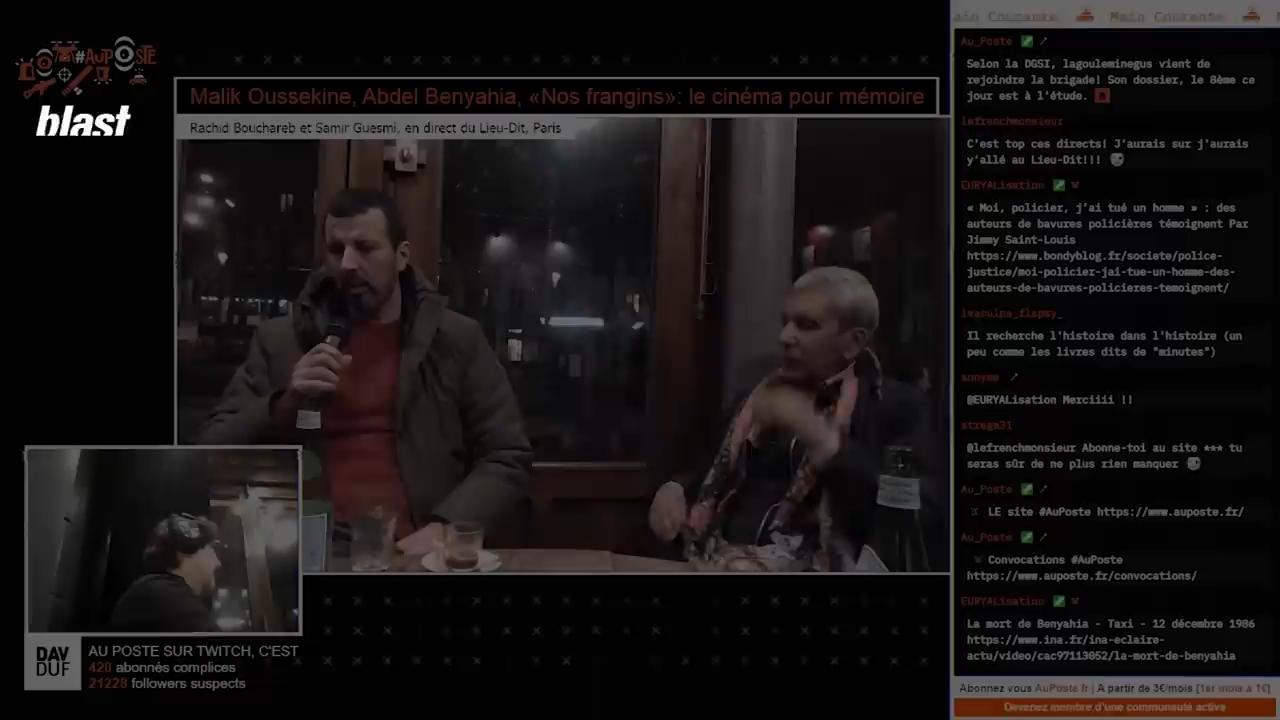 #AUPOSTE
blast
Malik Oussekine, Abdel Benyahia, «Nos frangins»: le cinéma pour mémoire
Rachid Bouchareb et Samir Guesmi, en direct du Lieu-Dit, Paris
DAV
DUF
AU POSTE SUR TWITCH, C'EST
420 abonnés complices
21228 followers suspects
Main Courante
Au_Poste
Selon la DGSI, lagouleminegus vient de
rejoindre la brigade! Son dossier, le 8ème ce
jour est à l'étude.
lefrenchmonsieur
C'est top ces directs! J'aurais sur j'aurais
y'allé au Lieu-Dit!!!
EURYALisation
« Moi, policier, j'ai tué un homme » : des
auteurs de bavures policières témoignent Par
Jimmy Saint-Louis
https://www.bondyblog.fr/societe/police-
justice/moi-policier-jai-tue-un-homme-des-
auteurs-de-bavures-policieres-temoignent/
Il recherche l'histoire dans l'histoire (un
peu comme les livres dits de "minutes")
@EURYALisation Merciiii !!
strega31
@lefrenchmonsieur Abonne-toi au site *** tu
seras sûr de ne plus rien manquer
Au_Poste
LE site #AuPoste https://www.auposte.fr/
Au_Poste
Convocations #AuPoste
https://www.auposte.fr/convocations/
EURYALisation
La mort de Benyahia - Taxi - 12 décembre 1986
https://www.ina.fr/ina-eclaire-
actu/video/cac97113052/la-mort-de-benyahia
Abonnez vous AuPoste.fr | A partir de 3€/mois [1er mois à 1€]
Devenez membre d'une communauté active